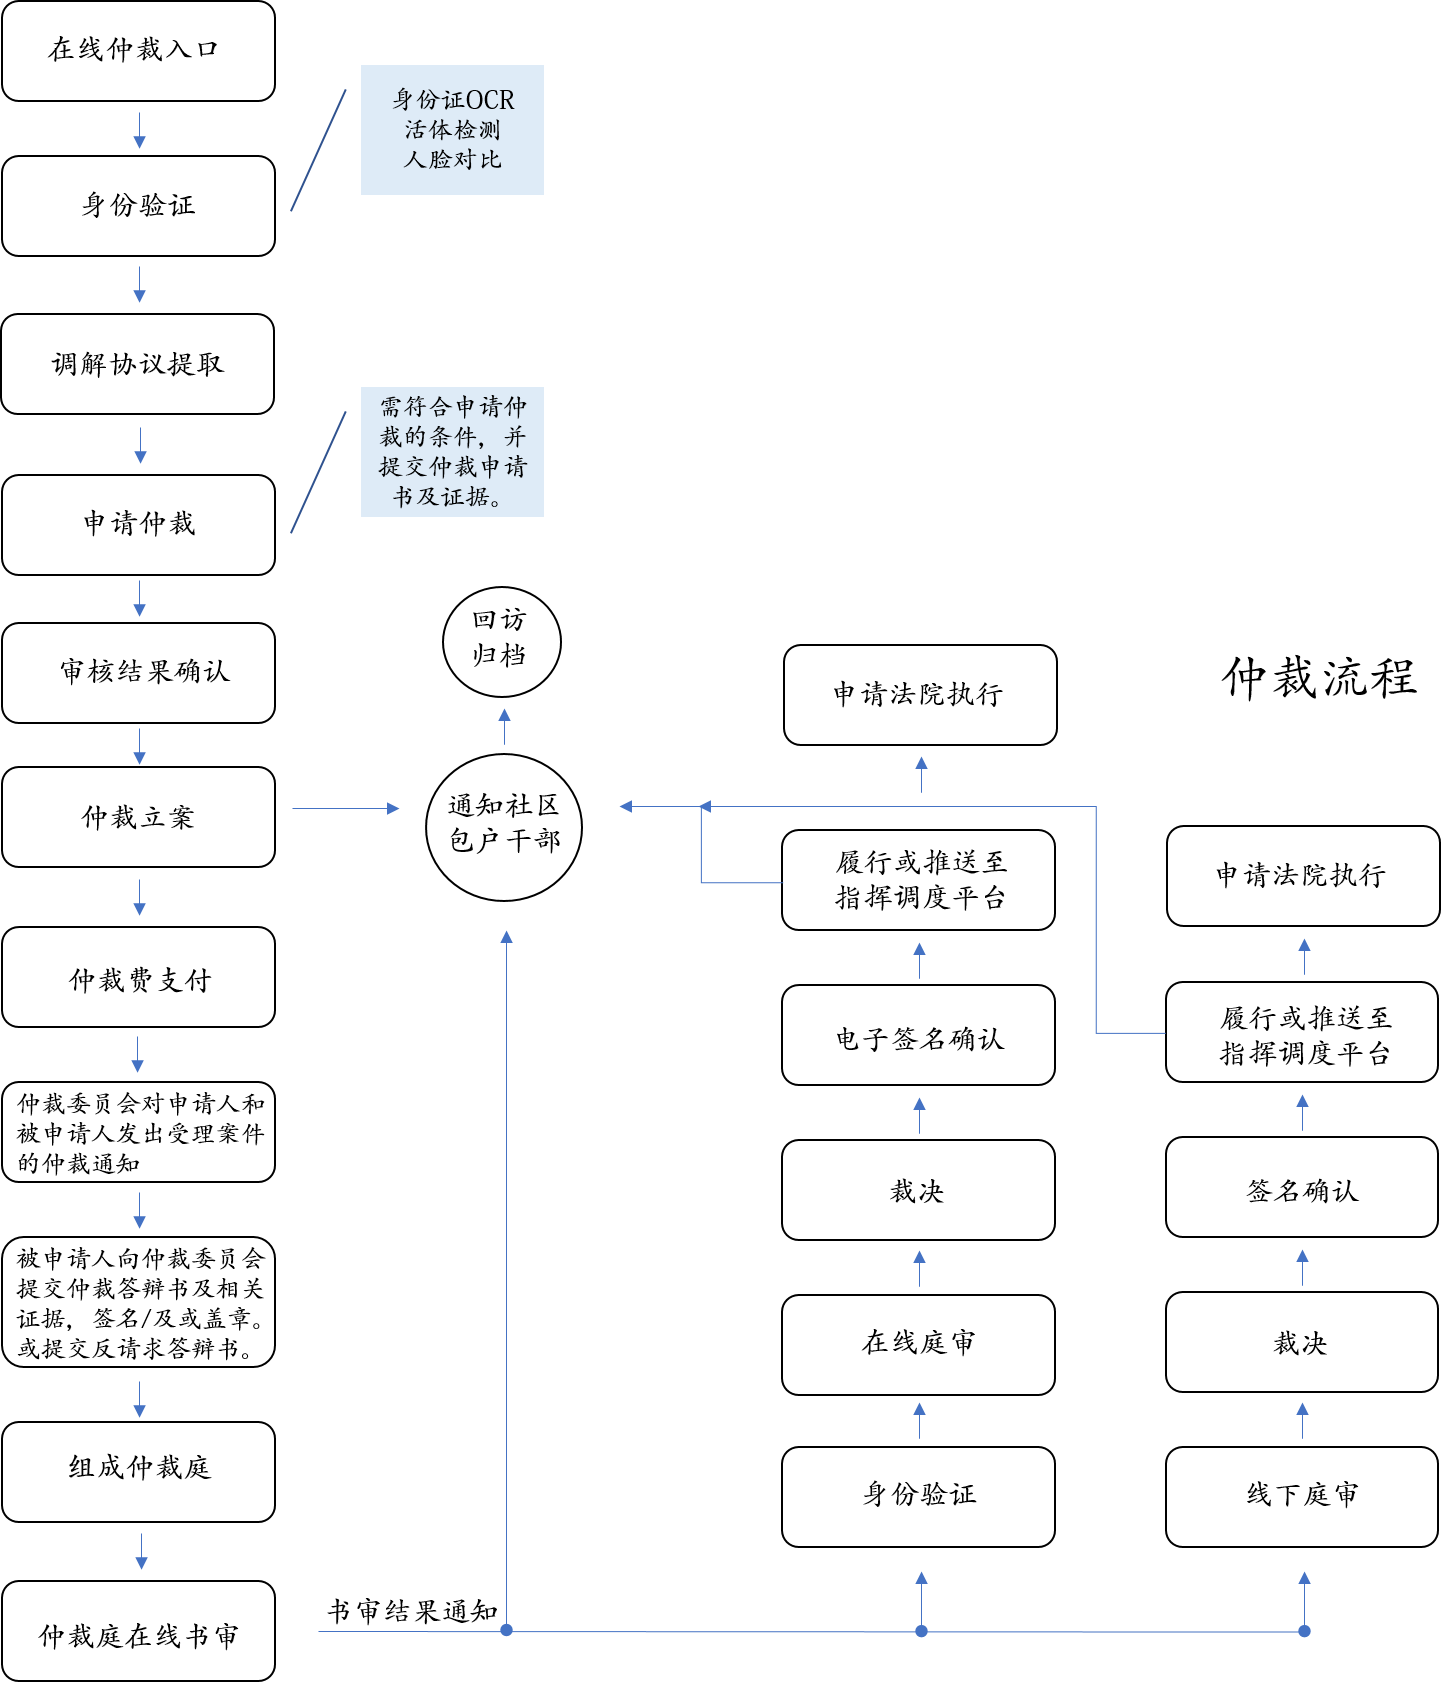 在线仲裁入口
身份证OCR
活体检测
人脸对比
身份验证
调解协议提取
需符合申请仲
裁的条件，并
提交仲裁申请
书及证据。
申请仲裁
审核结果确认
仲裁立案
仲裁费支付
仲裁委员会对申请人和
被申请人发出受理案件
的仲裁通知
被申请人向仲裁委员会
提交仲裁答辩书及相关
证据，签名/及或盖章。
或提交反请求答辩书。
组成仲裁庭
仲裁庭在线书审
书审结果通知
回访
归档
通知社区
包户干部
申请法院执行
履行或推送至
指挥调度平台
电子签名确认
裁决
在线庭审
身份验证
仲裁流程
申请法院执行
履行或推送至
指挥调度平台
签名确认
裁决
线下庭审